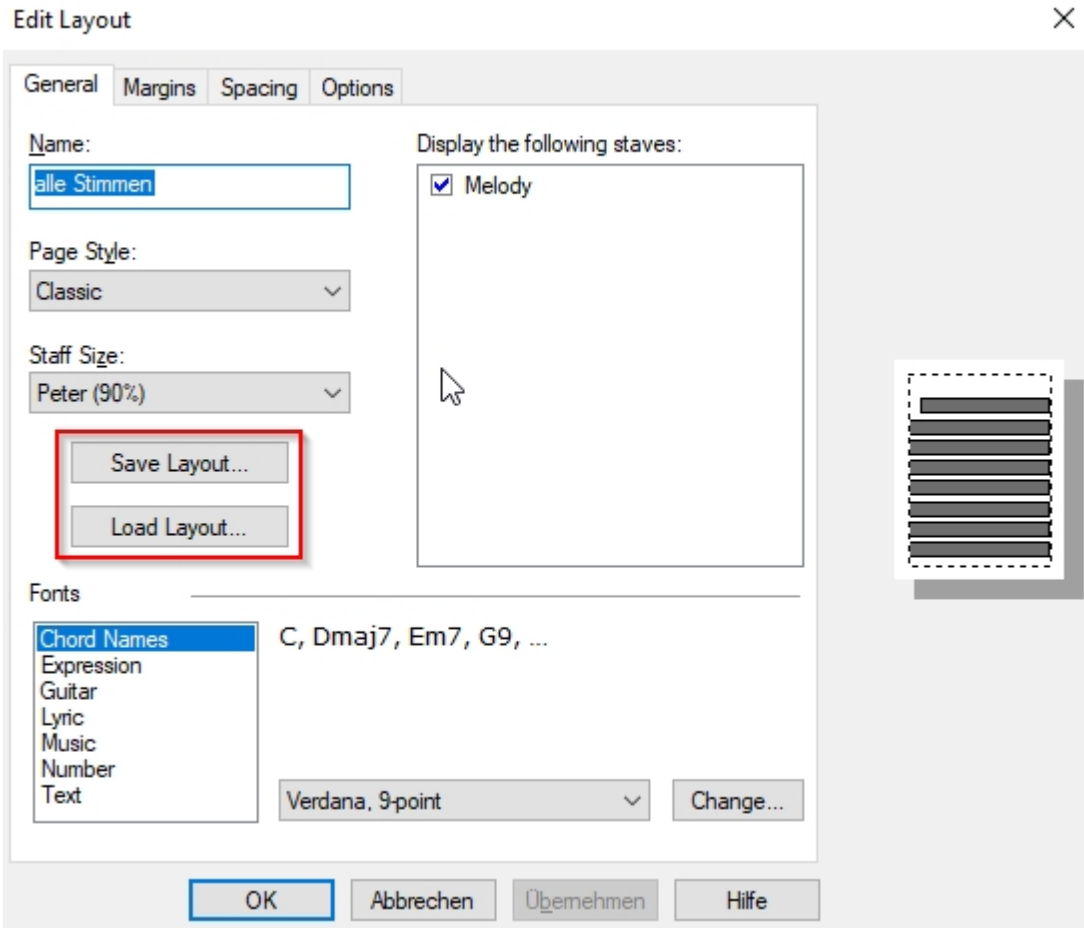 Edit Layout
General Margins Spacing Options
Name:
alle Stimmen
Page Style:
Classic
Staff Size:
Peter (90%)
Save Layout...
Load Layout...
Display the following staves:
Melody
Fonts
Chord Names
Expression
Guitar
Lyric
Music
Number
Text
C, Dmaj7, Em7, G9, ...
Verdana, 9-point
Change...
OK Abbrechen Übernehmen Hilfe